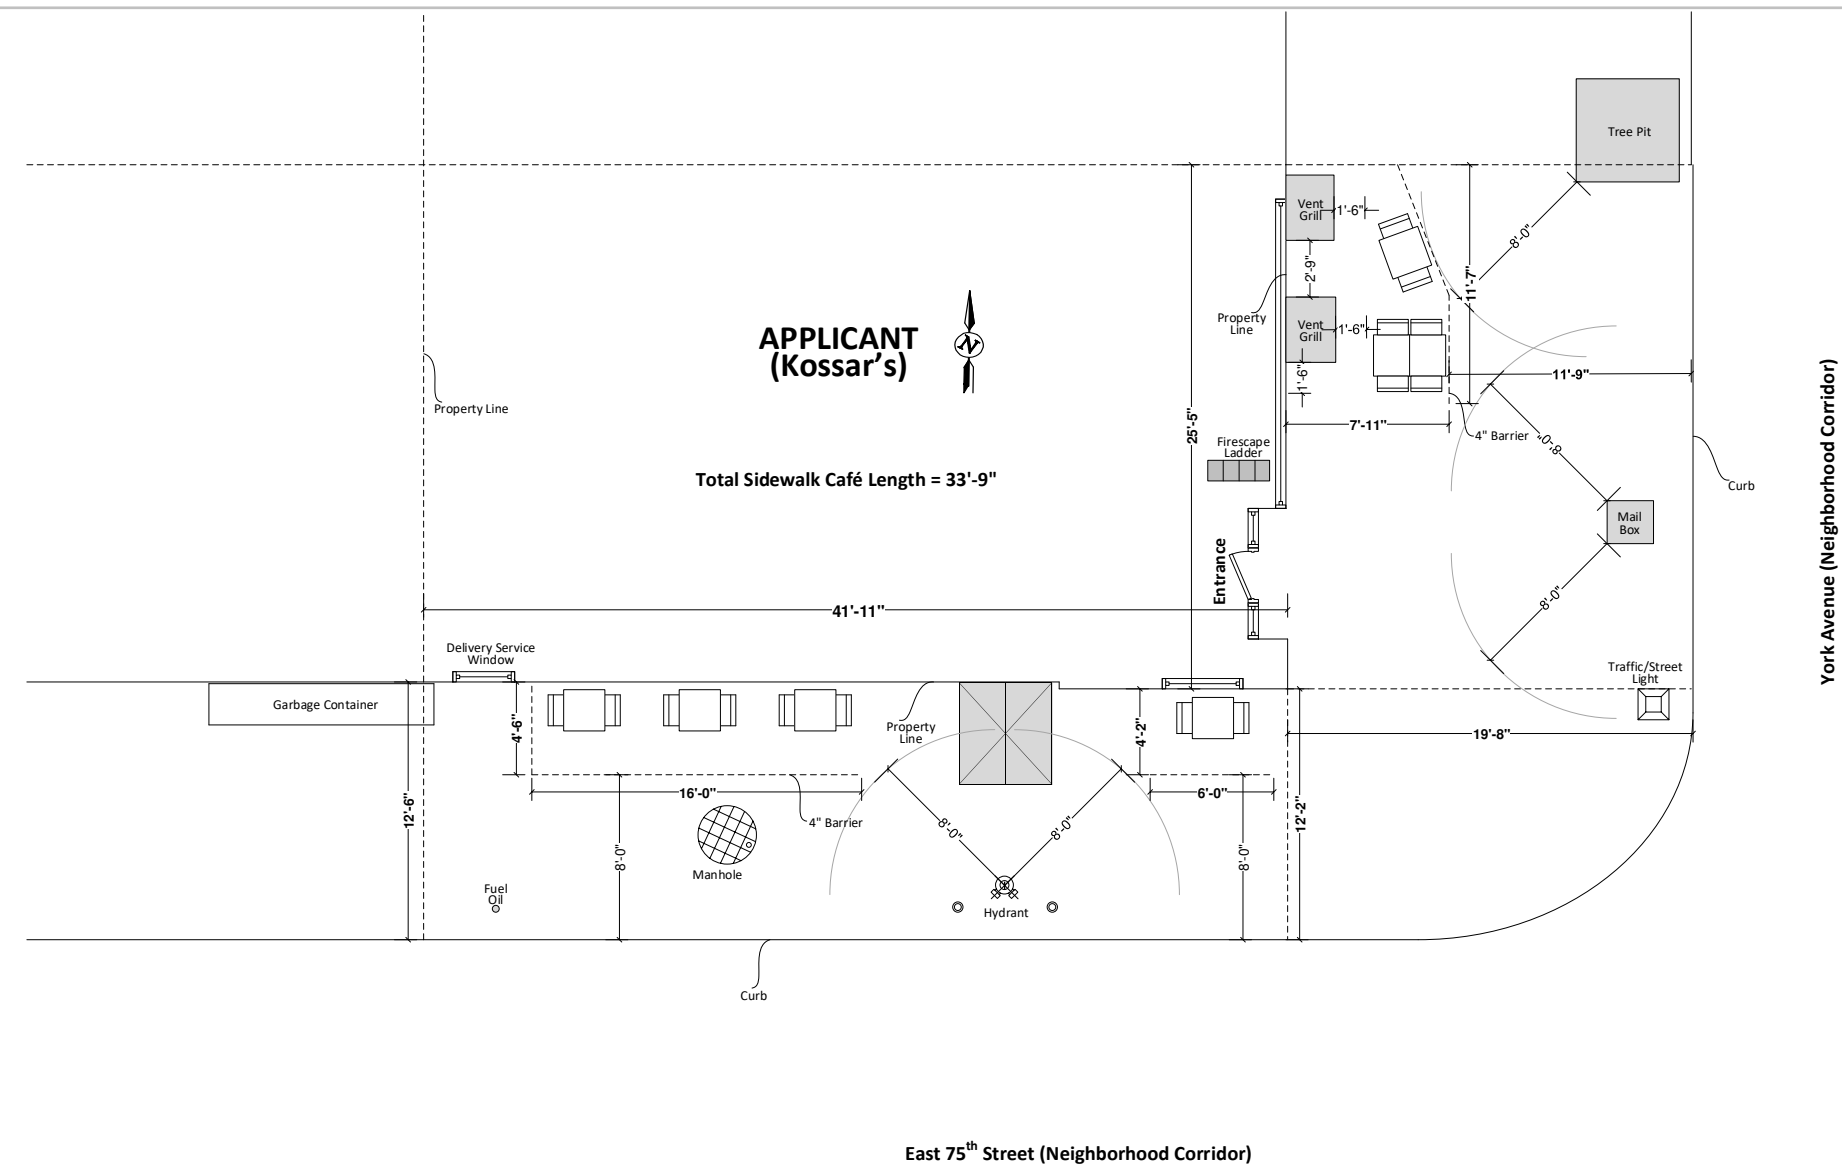 Tree Pit
Vent
Grill
1'-6"
8'-0"
2'-9"
11'-7"
Property
Line
Vent
Grill
1'-6"
APPLICANT
(Kossar's)
N
1'-6"
11'-9"
Property Line
25'-5"
7'-11"
4" Barrier
8'-0"
Firescape
Ladder
Total Sidewalk Café Length = 33'-9"
Curb
Mail
Box
Entrance
York Avenue (Neighborhood Corridor)
8'-0"
41'-11"
Delivery Service
Window
Traffic/Street
Light
Garbage Container
4'-6"
Property
Line
4'-2"
19'-8"
16'-0"
6'-0"
12'-6"
12'-2"
4" Barrier
8'-0"
8'-0"
8'-0"
8'-0"
Manhole
Fuel
Oil
Hydrant
Curb
East 75th Street (Neighborhood Corridor)